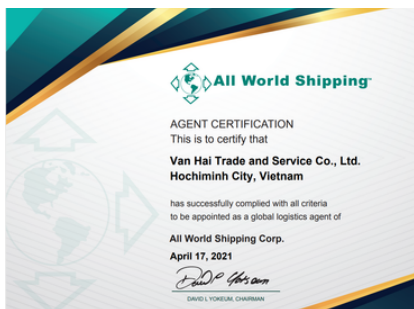 All World Shipping
AGENT CERTIFICATION
This is to certify that
Van Hai Trade and Service Co., Ltd.
Hochiminh City, Vietnam
has successfully complied with all criteria
to be appointed as a global logistics agent of
All World Shipping Corp.
April 17, 2021
DAVID L YOKEUM, CHAIRMAN